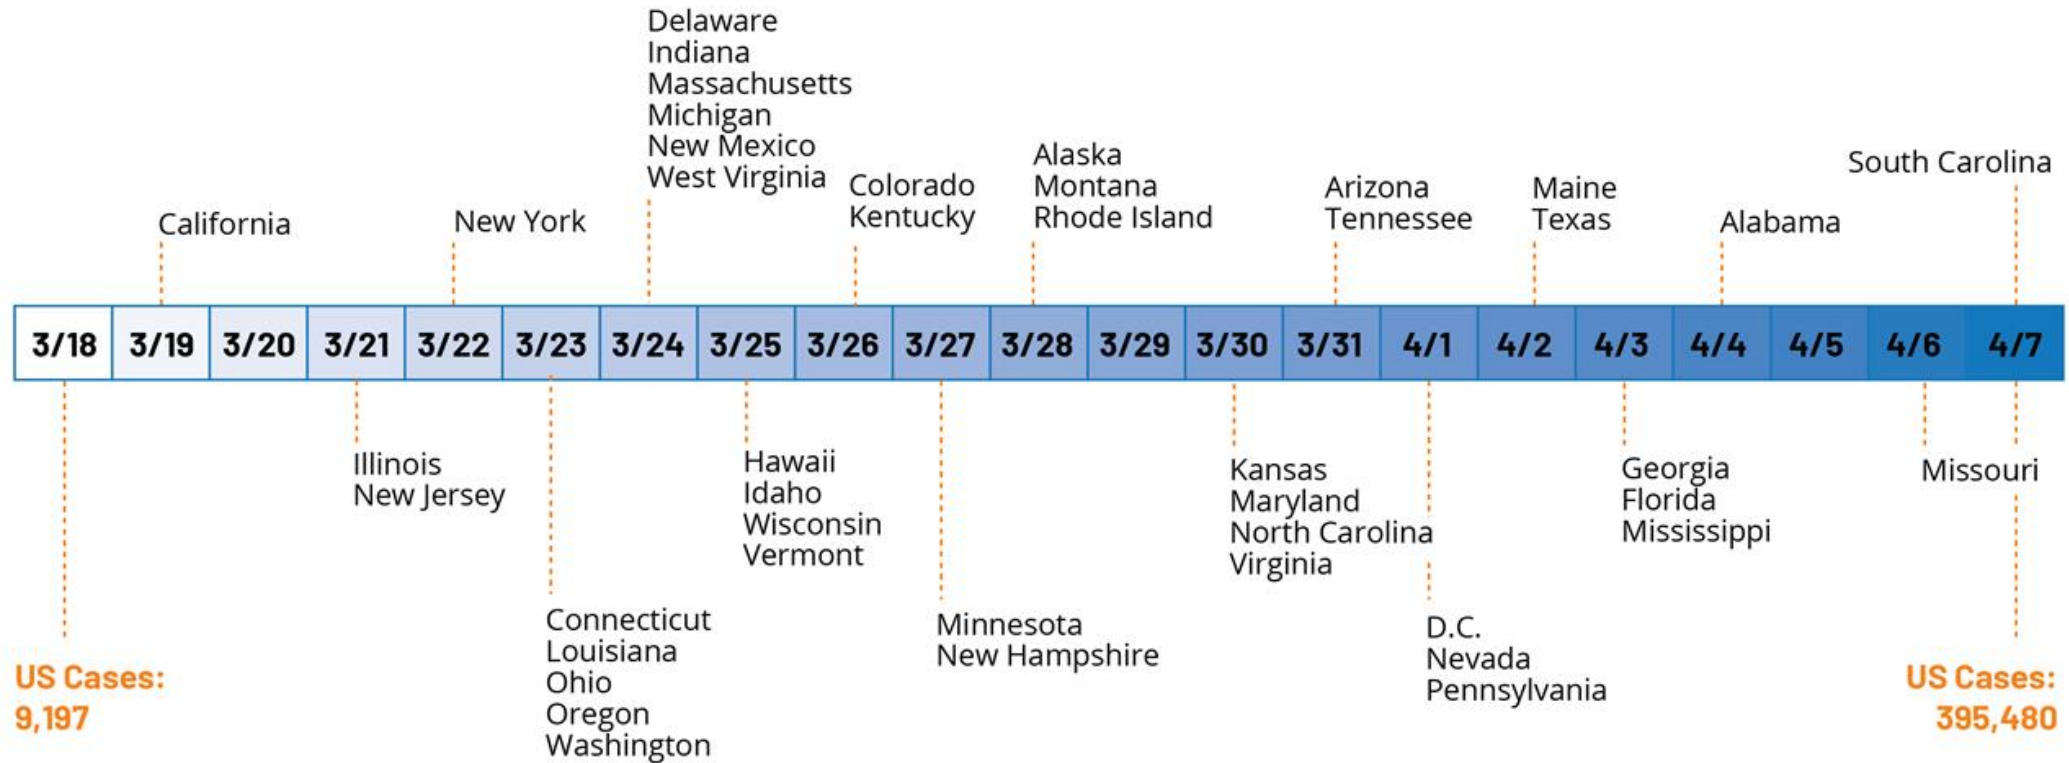 Delaware
Indiana
Massachusetts
Michigan
New Mexico
West Virginia
California
New York
Colorado
Kentucky
Alaska
Montana
Rhode Island
Arizona
Tennessee
Maine
Texas
Alabama
South Carolina
3/18 3/19 3/20 3/21 3/22 3/23 3/24 3/25 3/26 3/27 3/28 3/29 3/30 3/31 4/1 4/2 4/3 4/4 4/5 4/6 4/7
Illinois
New Jersey
Hawaii
Idaho
Wisconsin
Vermont
Kansas
Maryland
North Carolina
Virginia
Georgia
Florida
Mississippi
Missouri
US Cases:
9,197
Connecticut
Louisiana
Ohio
Oregon
Washington
Minnesota
New Hampshire
D.C.
Nevada
Pennsylvania
US Cases:
395,480